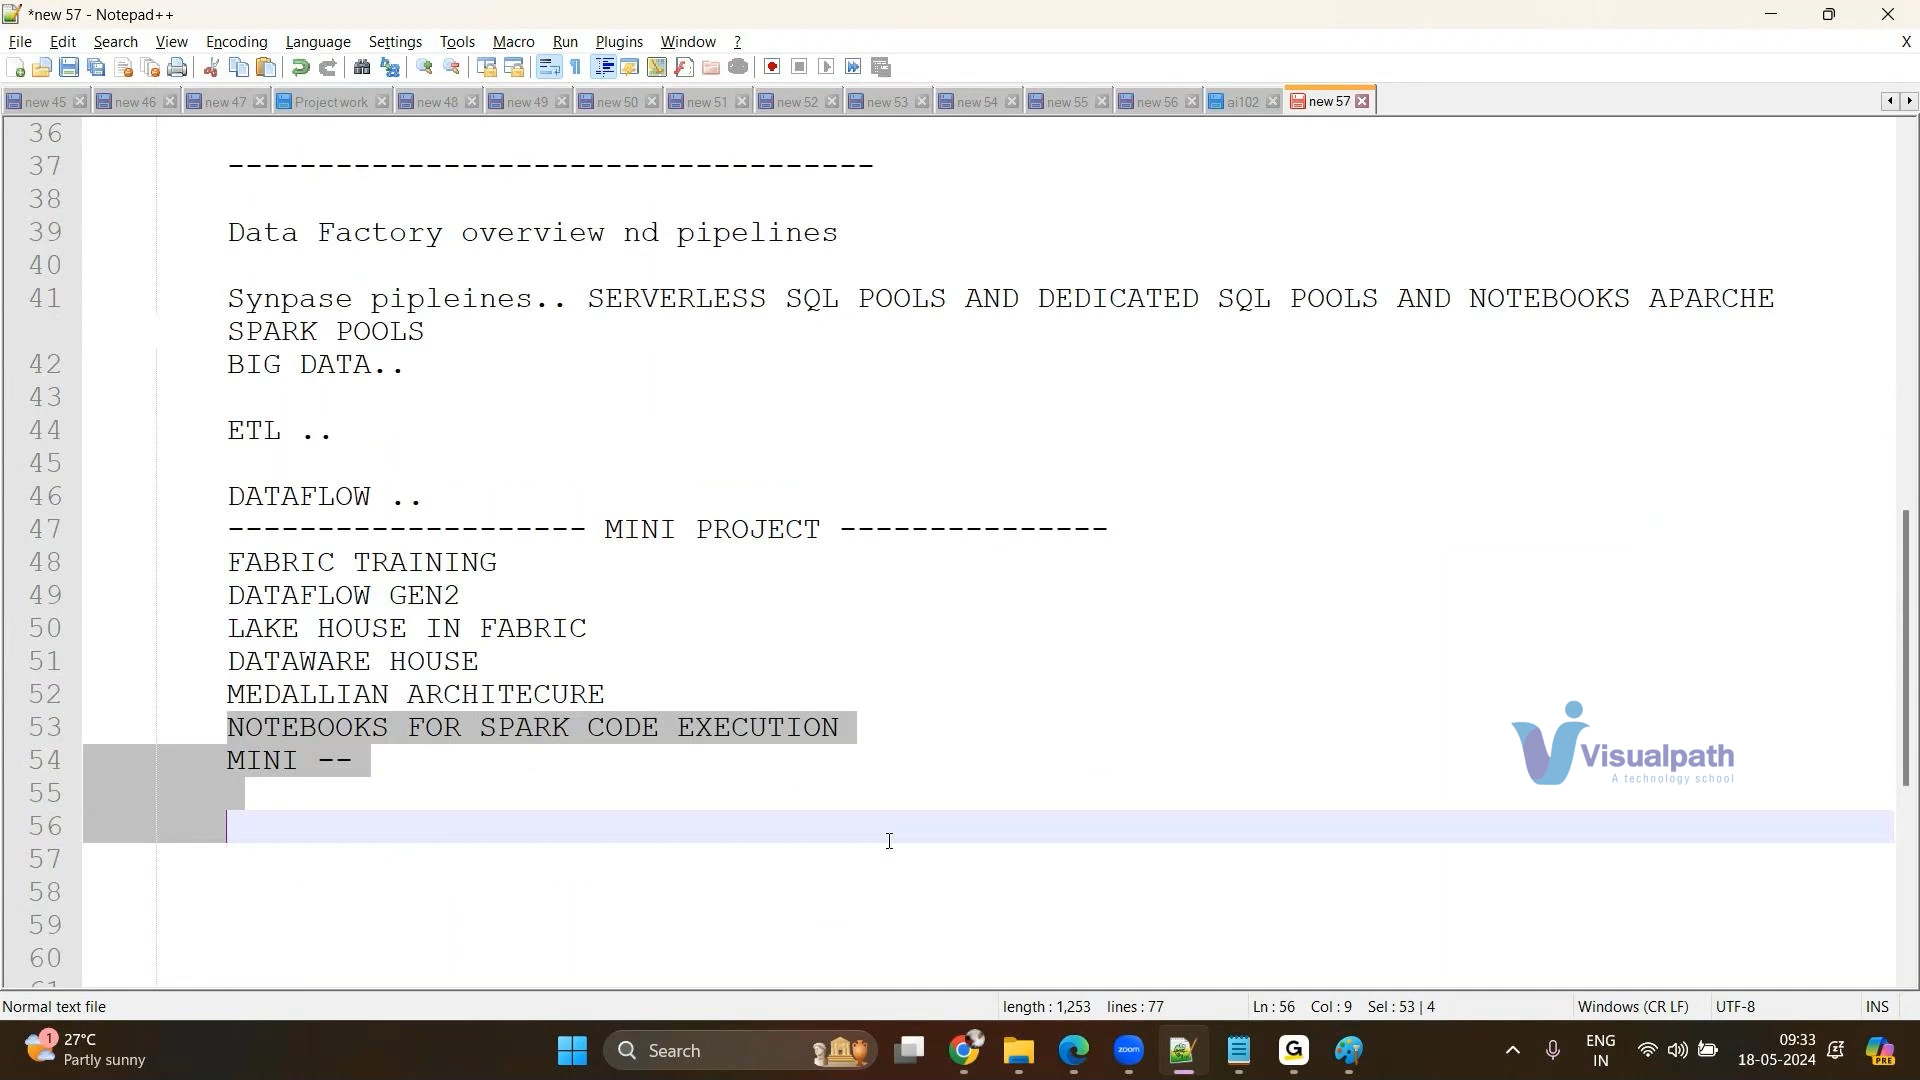 *new 57 - Notepad++
File Edit Search View Encoding Language Settings Tools Macro Run Plugins Window ? X
new 45 new 46 new 47 Project work new 48 new 49 new 50 new 51 new 52 new 53 new 54 new 55 new 56 ai102 new 57
36
37 ------------------------------------
38
39 Data Factory overview nd pipelines
40
41 Synpase pipleines.. SERVERLESS SQL POOLS AND DEDICATED SQL POOLS AND NOTEBOOKS APARCHE
SPARK POOLS
42 BIG DATA..
43
44 ETL ..
45
46 DATAFLOW ..
47 -------------------- MINI PROJECT ---------------
48 FABRIC TRAINING
49 DATAFLOW GEN2
50 LAKE HOUSE IN FABRIC
51 DATAWARE HOUSE
52 MEDALLIAN ARCHITECURE
53 NOTEBOOKS FOR SPARK CODE EXECUTION
54 MINI --
55
56
57
58
59
60
61
Visualpath
A technology school
Normal text file length : 1,253 lines : 77 Ln : 56 Col : 9 Sel : 53 | 4 Windows (CR LF) UTF-8 INS
1 27°C
Partly sunny
Search
zoom
G
ENG
IN
09:33
18-05-2024
PRE